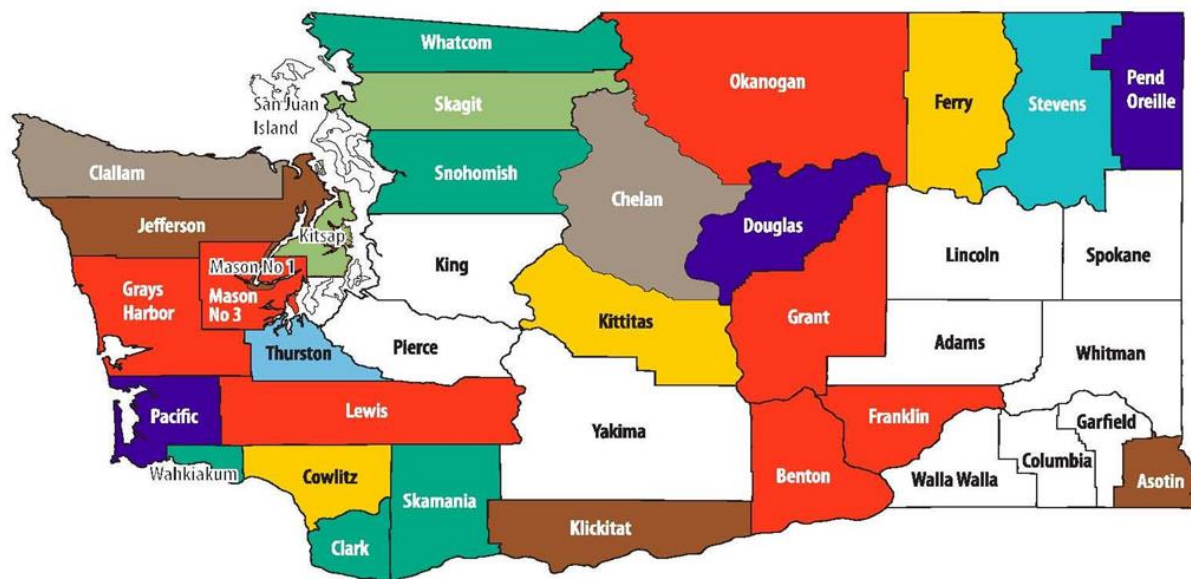 Whatcom
San Juan
Island
Skagit
Okanogan
Ferry
Stevens
Pend
Oreille
Clallam
Snohomish
Chelan
Jefferson
Kitsap
Douglas
King
Lincoln
Spokane
Mason No 1
Grays
Harbor
Mason
No 3
Kittitas
Grant
Thurston
Pierce
Adams
Whitman
Pacific
Lewis
Yakima
Franklin
Garfield
Wahkiakum
Cowlitz
Skamania
Benton
Walla Walla
Columbia
Asotin
Clark
Klickitat